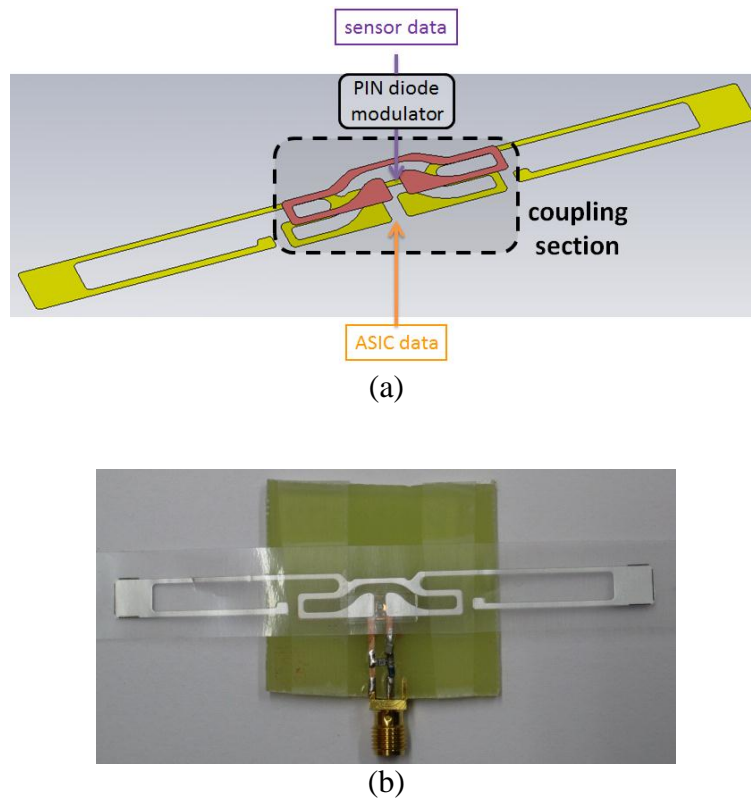 sensor data
PIN diode
modulator
coupling
section
ASIC data
(a)
(b)